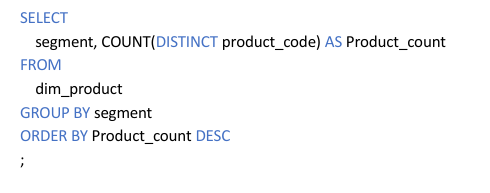 SELECT
segment, COUNT(DISTINCT product_code) AS Product_count
FROM
dim_product
GROUP BY segment
ORDER BY Product_count DESC
;